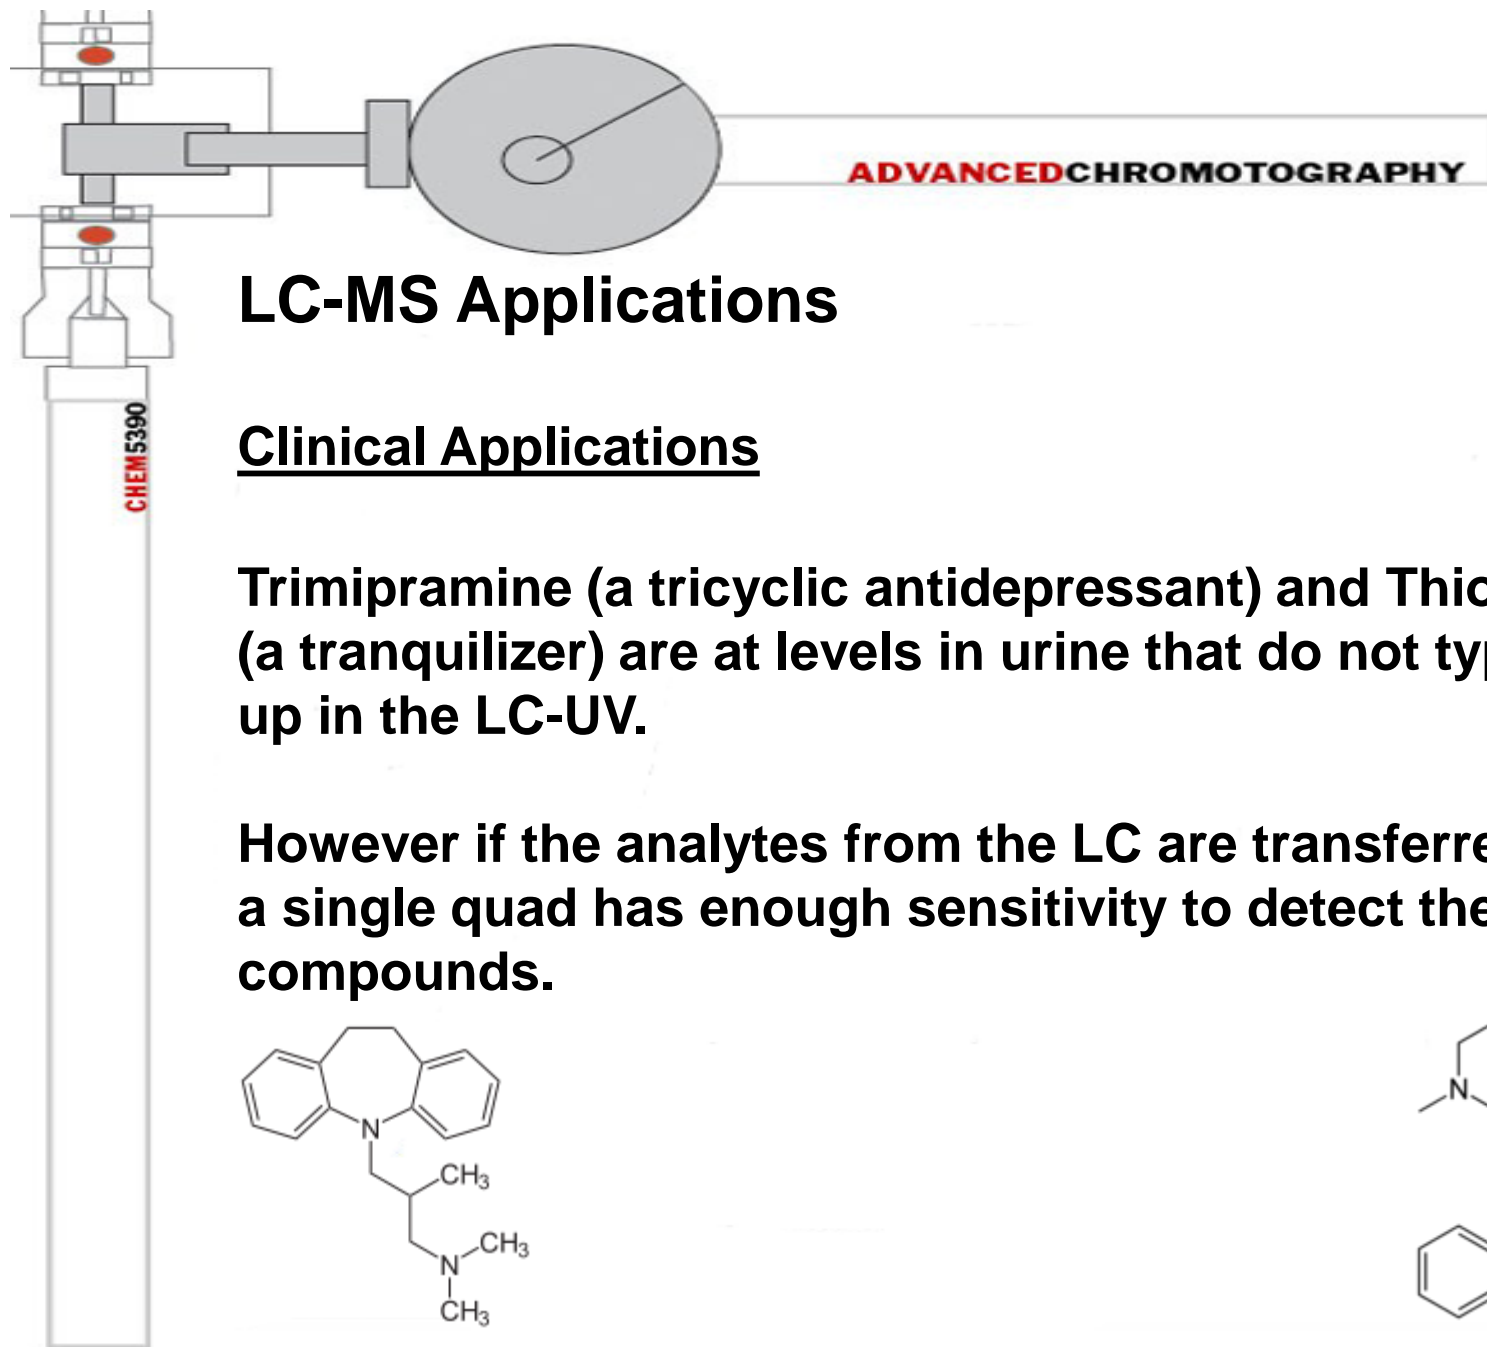 ADVANCEDCHROMOTOGRAPHY
LC-MS Applications
CHEM5390
Clinical Applications
Trimipramine (a tricyclic antidepressant) and
(a tranquilizer) are at levels in urine that do not
up in the LC-UV.
However if the analytes from the LC are
a single quad has enough sensitivity to detect
compounds.
N
CH3
N
CH3
CH3
N